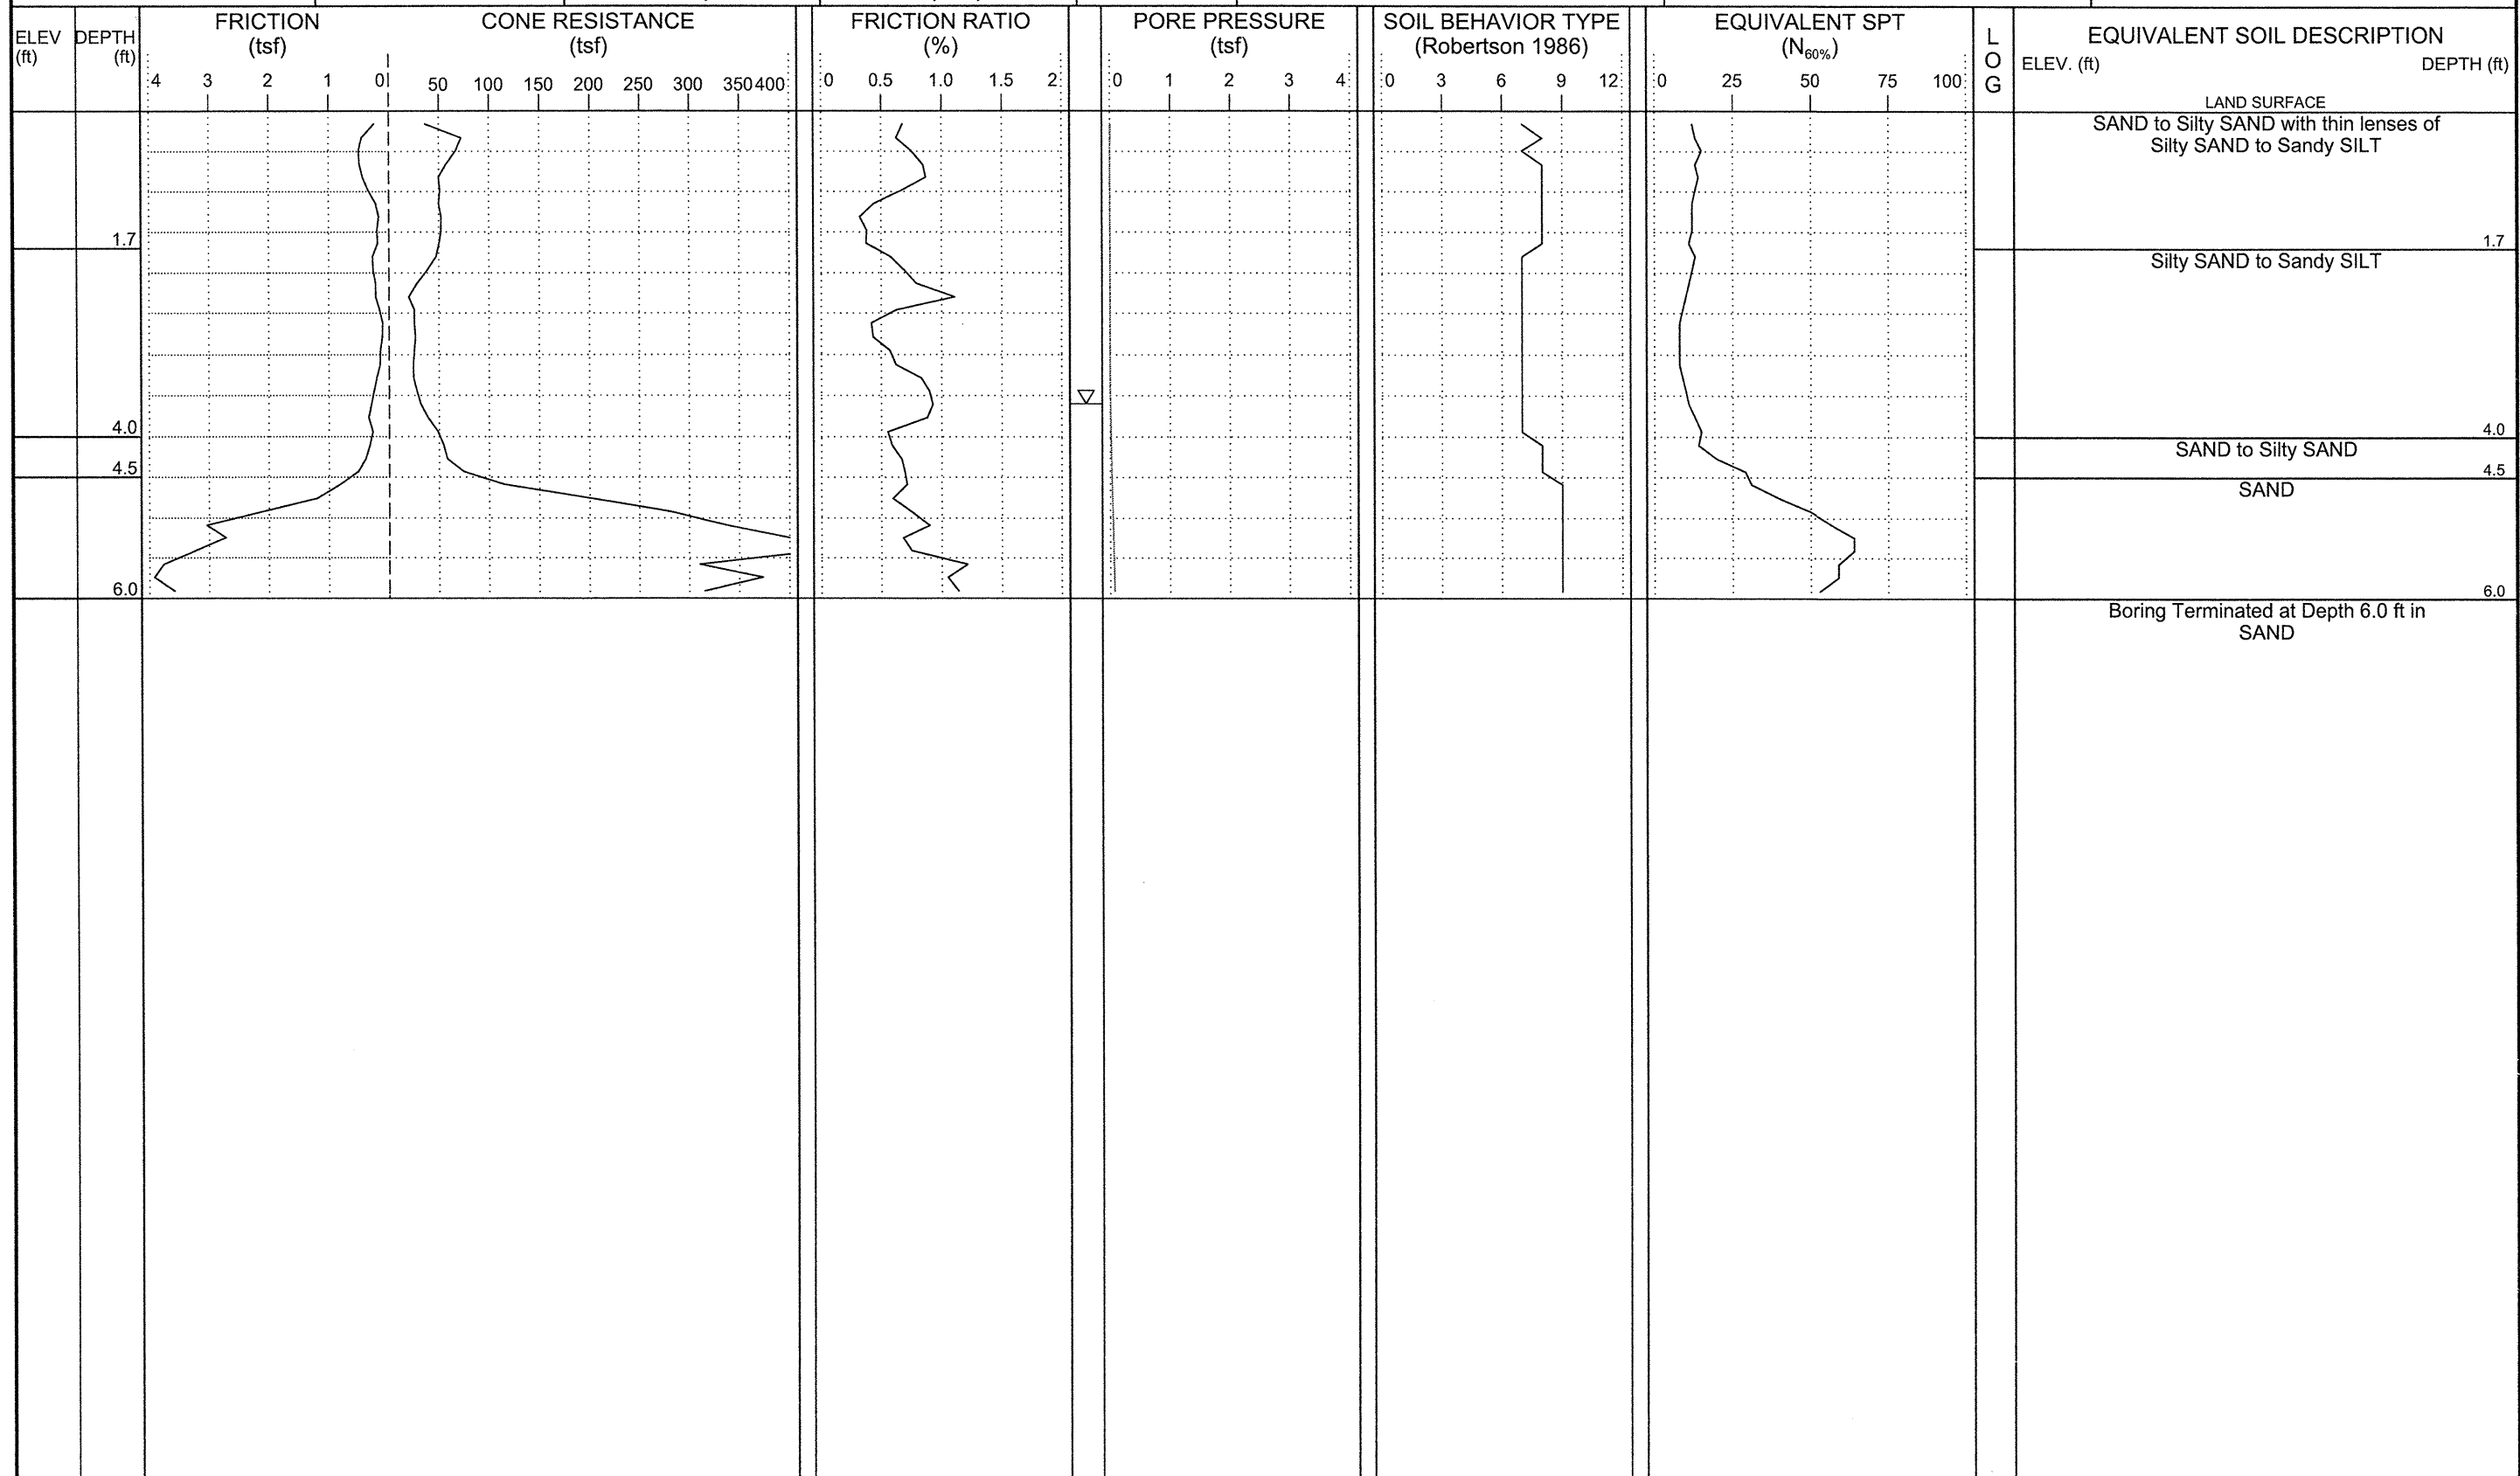 FRICTION CONE RESISTANCE FRICTION RATIO PORE PRESSURE SOIL BEHAVIOR TYPE EQUIVALENT SPT
ELEV DEPTH (tsf) (tsf) (%) (tsf) (Robertson 1986) (N60%) L EQUIVALENT SOIL DESCRIPTION
(ft) (ft) O ELEV. (ft) DEPTH (ft)
4 3 2 1 0 50 100 150 200 250 300 350 400 0 0.5 1.0 1.5 2 0 1 2 3 4 0 3 6 9 12 0 25 50 75 100 G
LAND SURFACE
SAND to Silty SAND with thin lenses of
Silty SAND to Sandy SILT
1.7 1.7
Silty SAND to Sandy SILT
4.0 4.0
SAND to Silty SAND
4.5 4.5
SAND
6.0 6.0
Boring Terminated at Depth 6.0 ft in
SAND